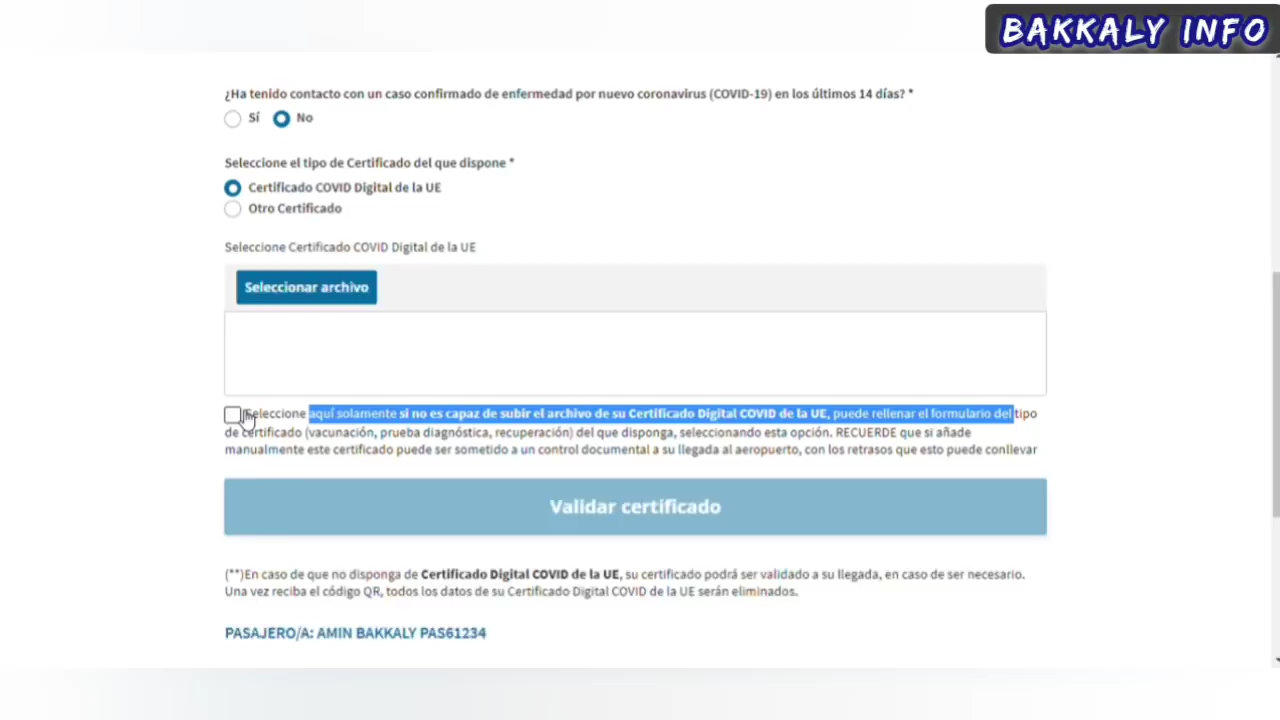 BAKKALY INFO
¿Ha tenido contacto con un caso confirmado de enfermedad por nuevo coronavirus (COVID-19) en los últimos 14 días? *
Sí No
Seleccione el tipo de Certificado del que dispone *
Certificado COVID Digital de la UE
Otro Certificado
Seleccione Certificado COVID Digital de la UE
Seleccionar archivo
Seleccione aquí solamente si no es capaz de subir el archivo de su Certificado Digital COVID de la UE, puede rellenar el formulario del tipo
de certificado (vacunación, prueba diagnóstica, recuperación) del que disponga, seleccionando esta opción. RECUERDE que si añade
manualmente este certificado puede ser sometido a un control documental a su llegada al aeropuerto, con los retrasos que esto puede conllevar
Validar certificado
(**)En caso de que no disponga de Certificado Digital COVID de la UE, su certificado podrá ser validado a su llegada, en caso de ser necesario.
Una vez reciba el código QR, todos los datos de su Certificado Digital COVID de la UE serán eliminados.
PASAJERO/A: AMIN BAKKALY PAS61234